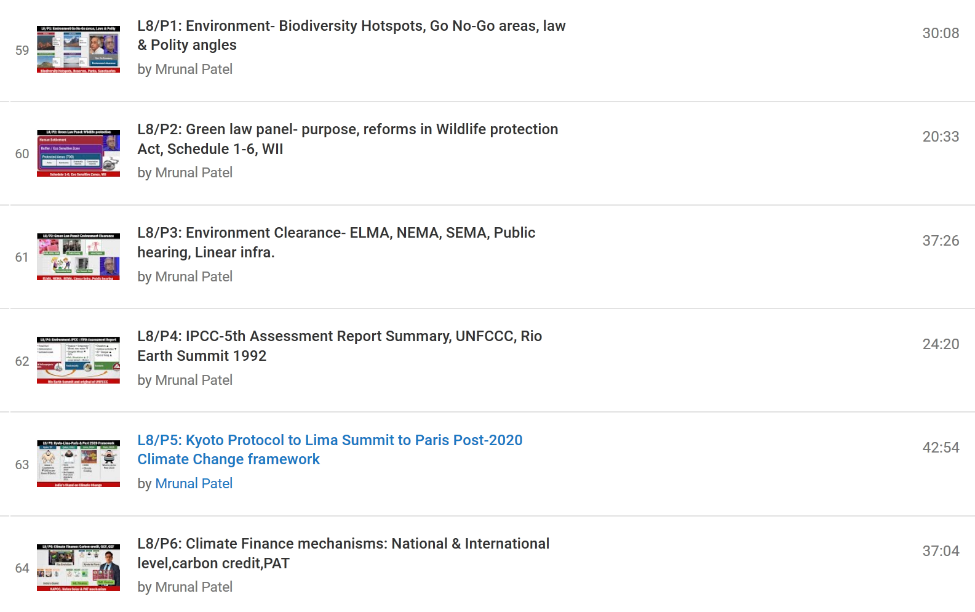 59
L8/P1: Environment- Biodiversity Hotspots, Go No-Go areas, law
& Polity angles
by Mrunal Patel
30:08
60
L8/P2: Green law panel- purpose, reforms in Wildlife protection
Act, Schedule 1-6, WII
by Mrunal Patel
20:33
61
L8/P3: Environment Clearance- ELMA, NEMA, SEMA, Public
hearing, Linear infra.
by Mrunal Patel
37:26
62
L8/P4: IPCC-5th Assessment Report Summary, UNFCCC, Rio
Earth Summit 1992
by Mrunal Patel
24:20
63
L8/P5: Kyoto Protocol to Lima Summit to Paris Post-2020
Climate Change framework
by Mrunal Patel
42:54
64
L8/P6: Climate Finance mechanisms: National & International
level,carbon credit,PAT
by Mrunal Patel
37:04